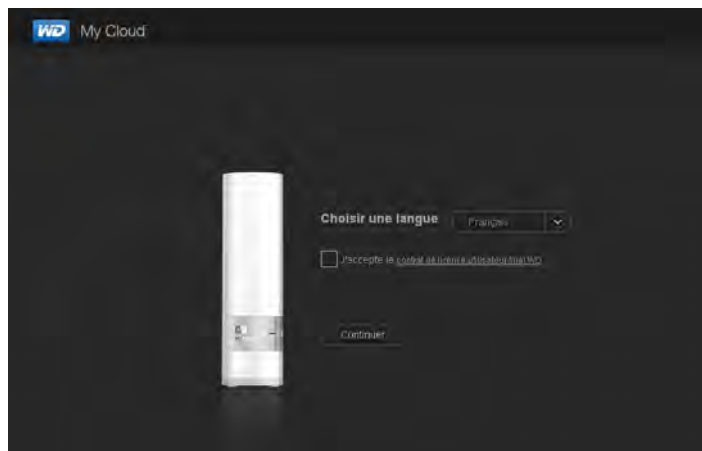 WD My Cloud
Choisir une langue Français
J'accepte le contrat de licence utilisateur final WD
Continuer